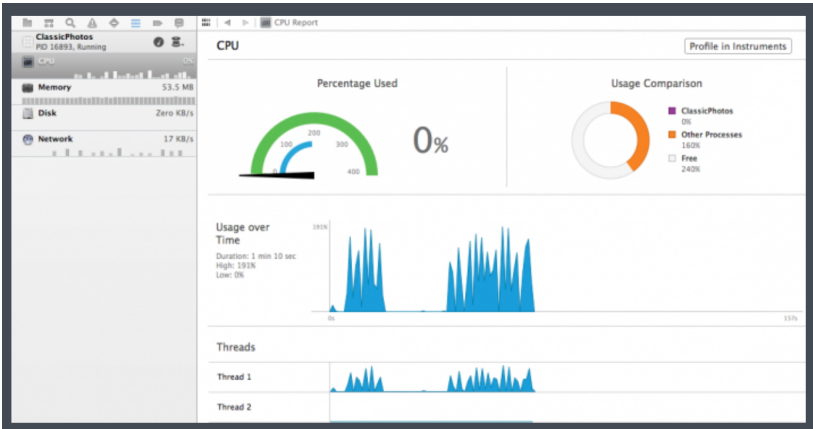 CPU Report
ClassicPhotos
PID 16893, Running
CPU 0%
Memory 53.5 MB
Disk Zero KB/s
Network 17 KB/s
CPU
Profile in Instruments
Percentage Used
0 100 200 300 400
0%
Usage Comparison
ClassicPhotos
0%
Other Processes
160%
Free
240%
Usage over
Time
Duration: 1 min 10 sec
High: 191%
Low: 0%
191%
0s 157s
Threads
Thread 1
Thread 2